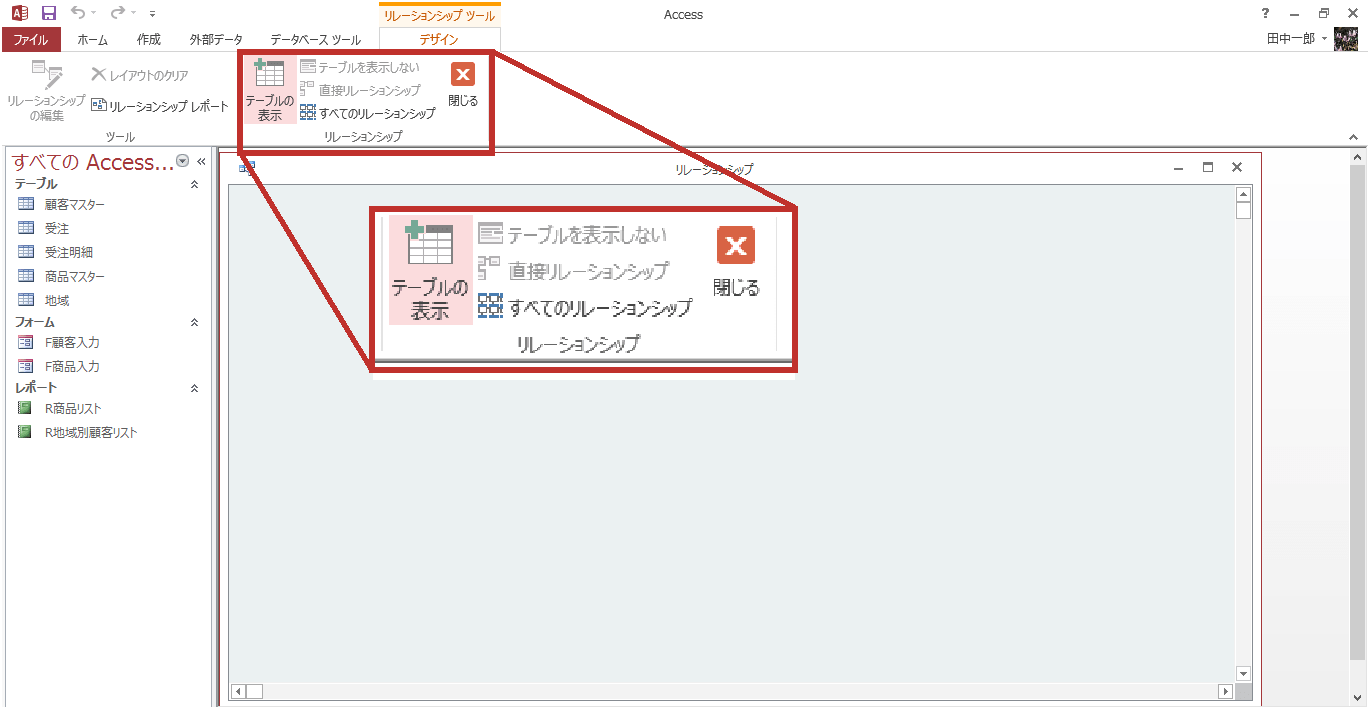 リレーションシップ ツール
Access
?
ファイル ホーム 作成 外部データ データベース ツール デザイン
田中一郎
リレーションシップ
の編集
レイアウトのクリア
リレーションシップ レポート
ツール
テーブルの
表示
テーブルを表示しない
直接リレーションシップ
すべてのリレーションシップ
閉じる
リレーションシップ
すべての Access...
テーブル
顧客マスター
受注
受注明細
商品マスター
地域
フォーム
F顧客入力
F商品入力
レポート
R商品リスト
R地域別顧客リスト
リレーションシップ
テーブルの
表示
テーブルを表示しない
直接リレーションシップ
すべてのリレーションシップ
閉じる
リレーションシップ